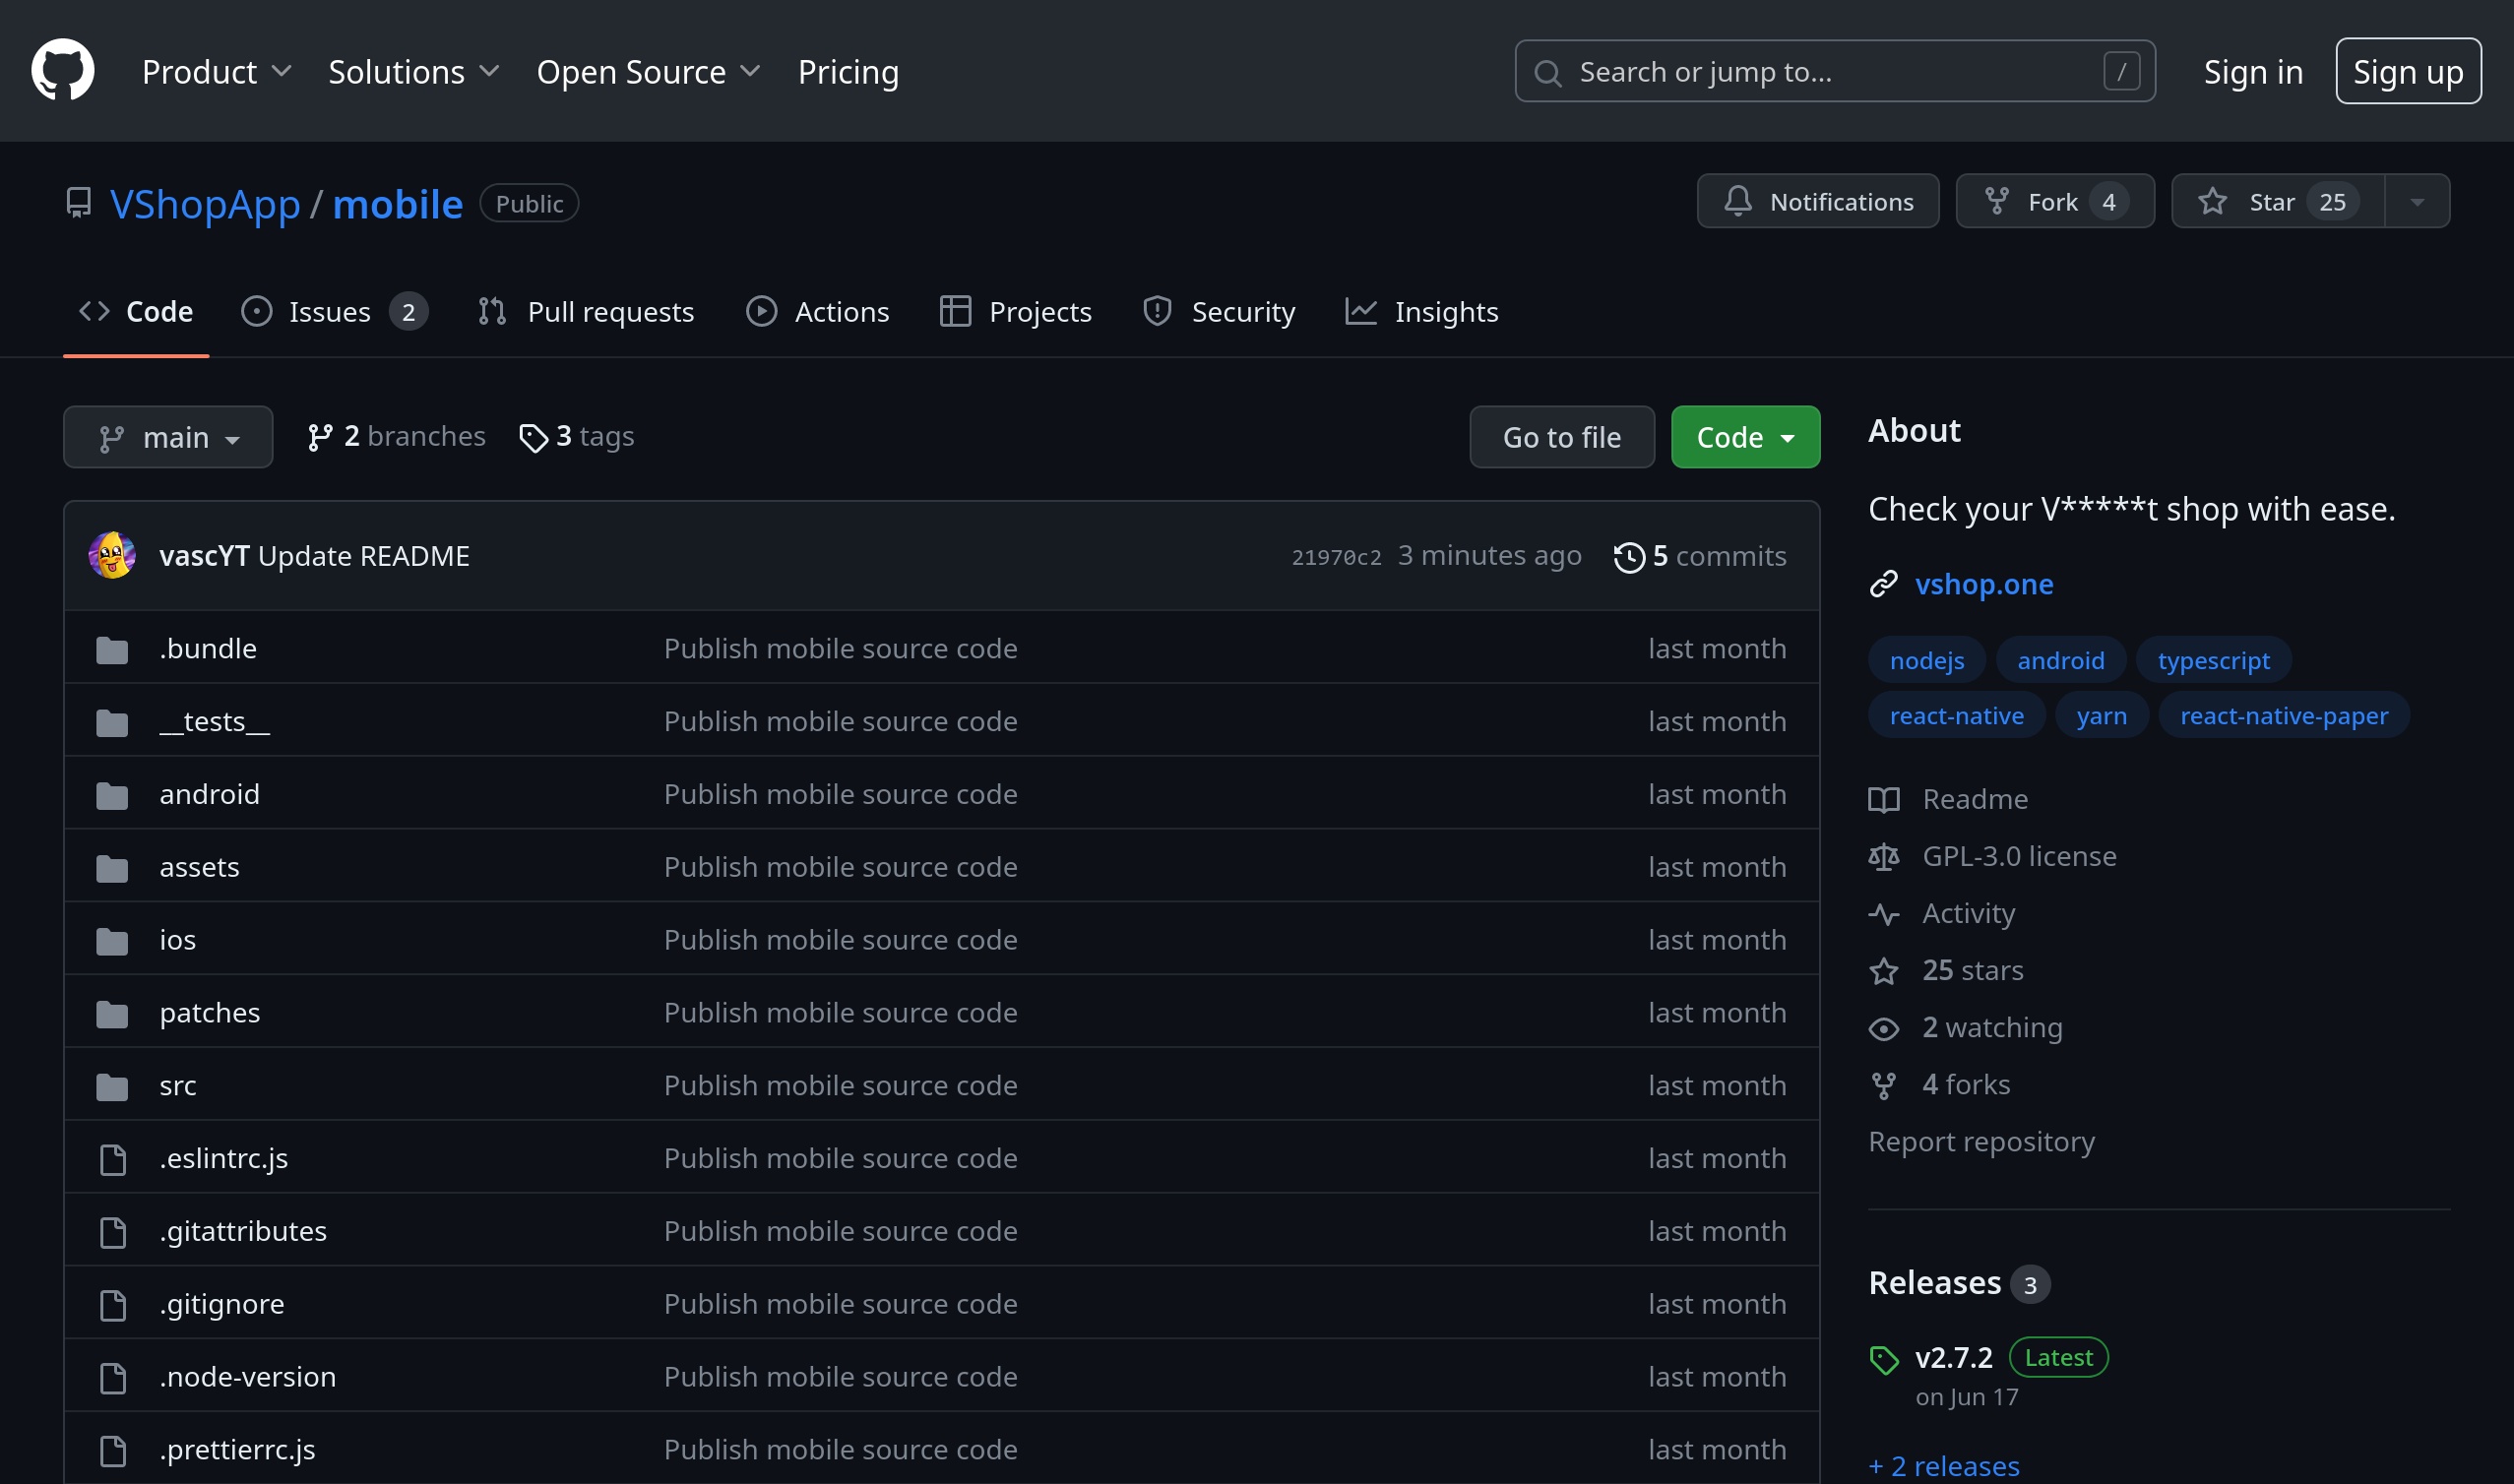 Product Solutions Open Source Pricing Search or jump to... / Sign in Sign up
VShopApp / mobile Public Notifications Fork 4 Star 25
Code Issues 2 Pull requests Actions Projects Security Insights
main 2 branches 3 tags Go to file Code
vascYT Update README 21970c2 3 minutes ago 5 commits
.bundle Publish mobile source code last month
__tests__ Publish mobile source code last month
android Publish mobile source code last month
assets Publish mobile source code last month
ios Publish mobile source code last month
patches Publish mobile source code last month
src Publish mobile source code last month
.eslintrc.js Publish mobile source code last month
.gitattributes Publish mobile source code last month
.gitignore Publish mobile source code last month
.node-version Publish mobile source code last month
.prettierrc.js Publish mobile source code last month
About
Check your V*****t shop with ease.
vshop.one
nodejs android typescript
react-native yarn react-native-paper
Readme
GPL-3.0 license
Activity
25 stars
2 watching
4 forks
Report repository
Releases 3
v2.7.2 Latest
on Jun 17
+ 2 releases